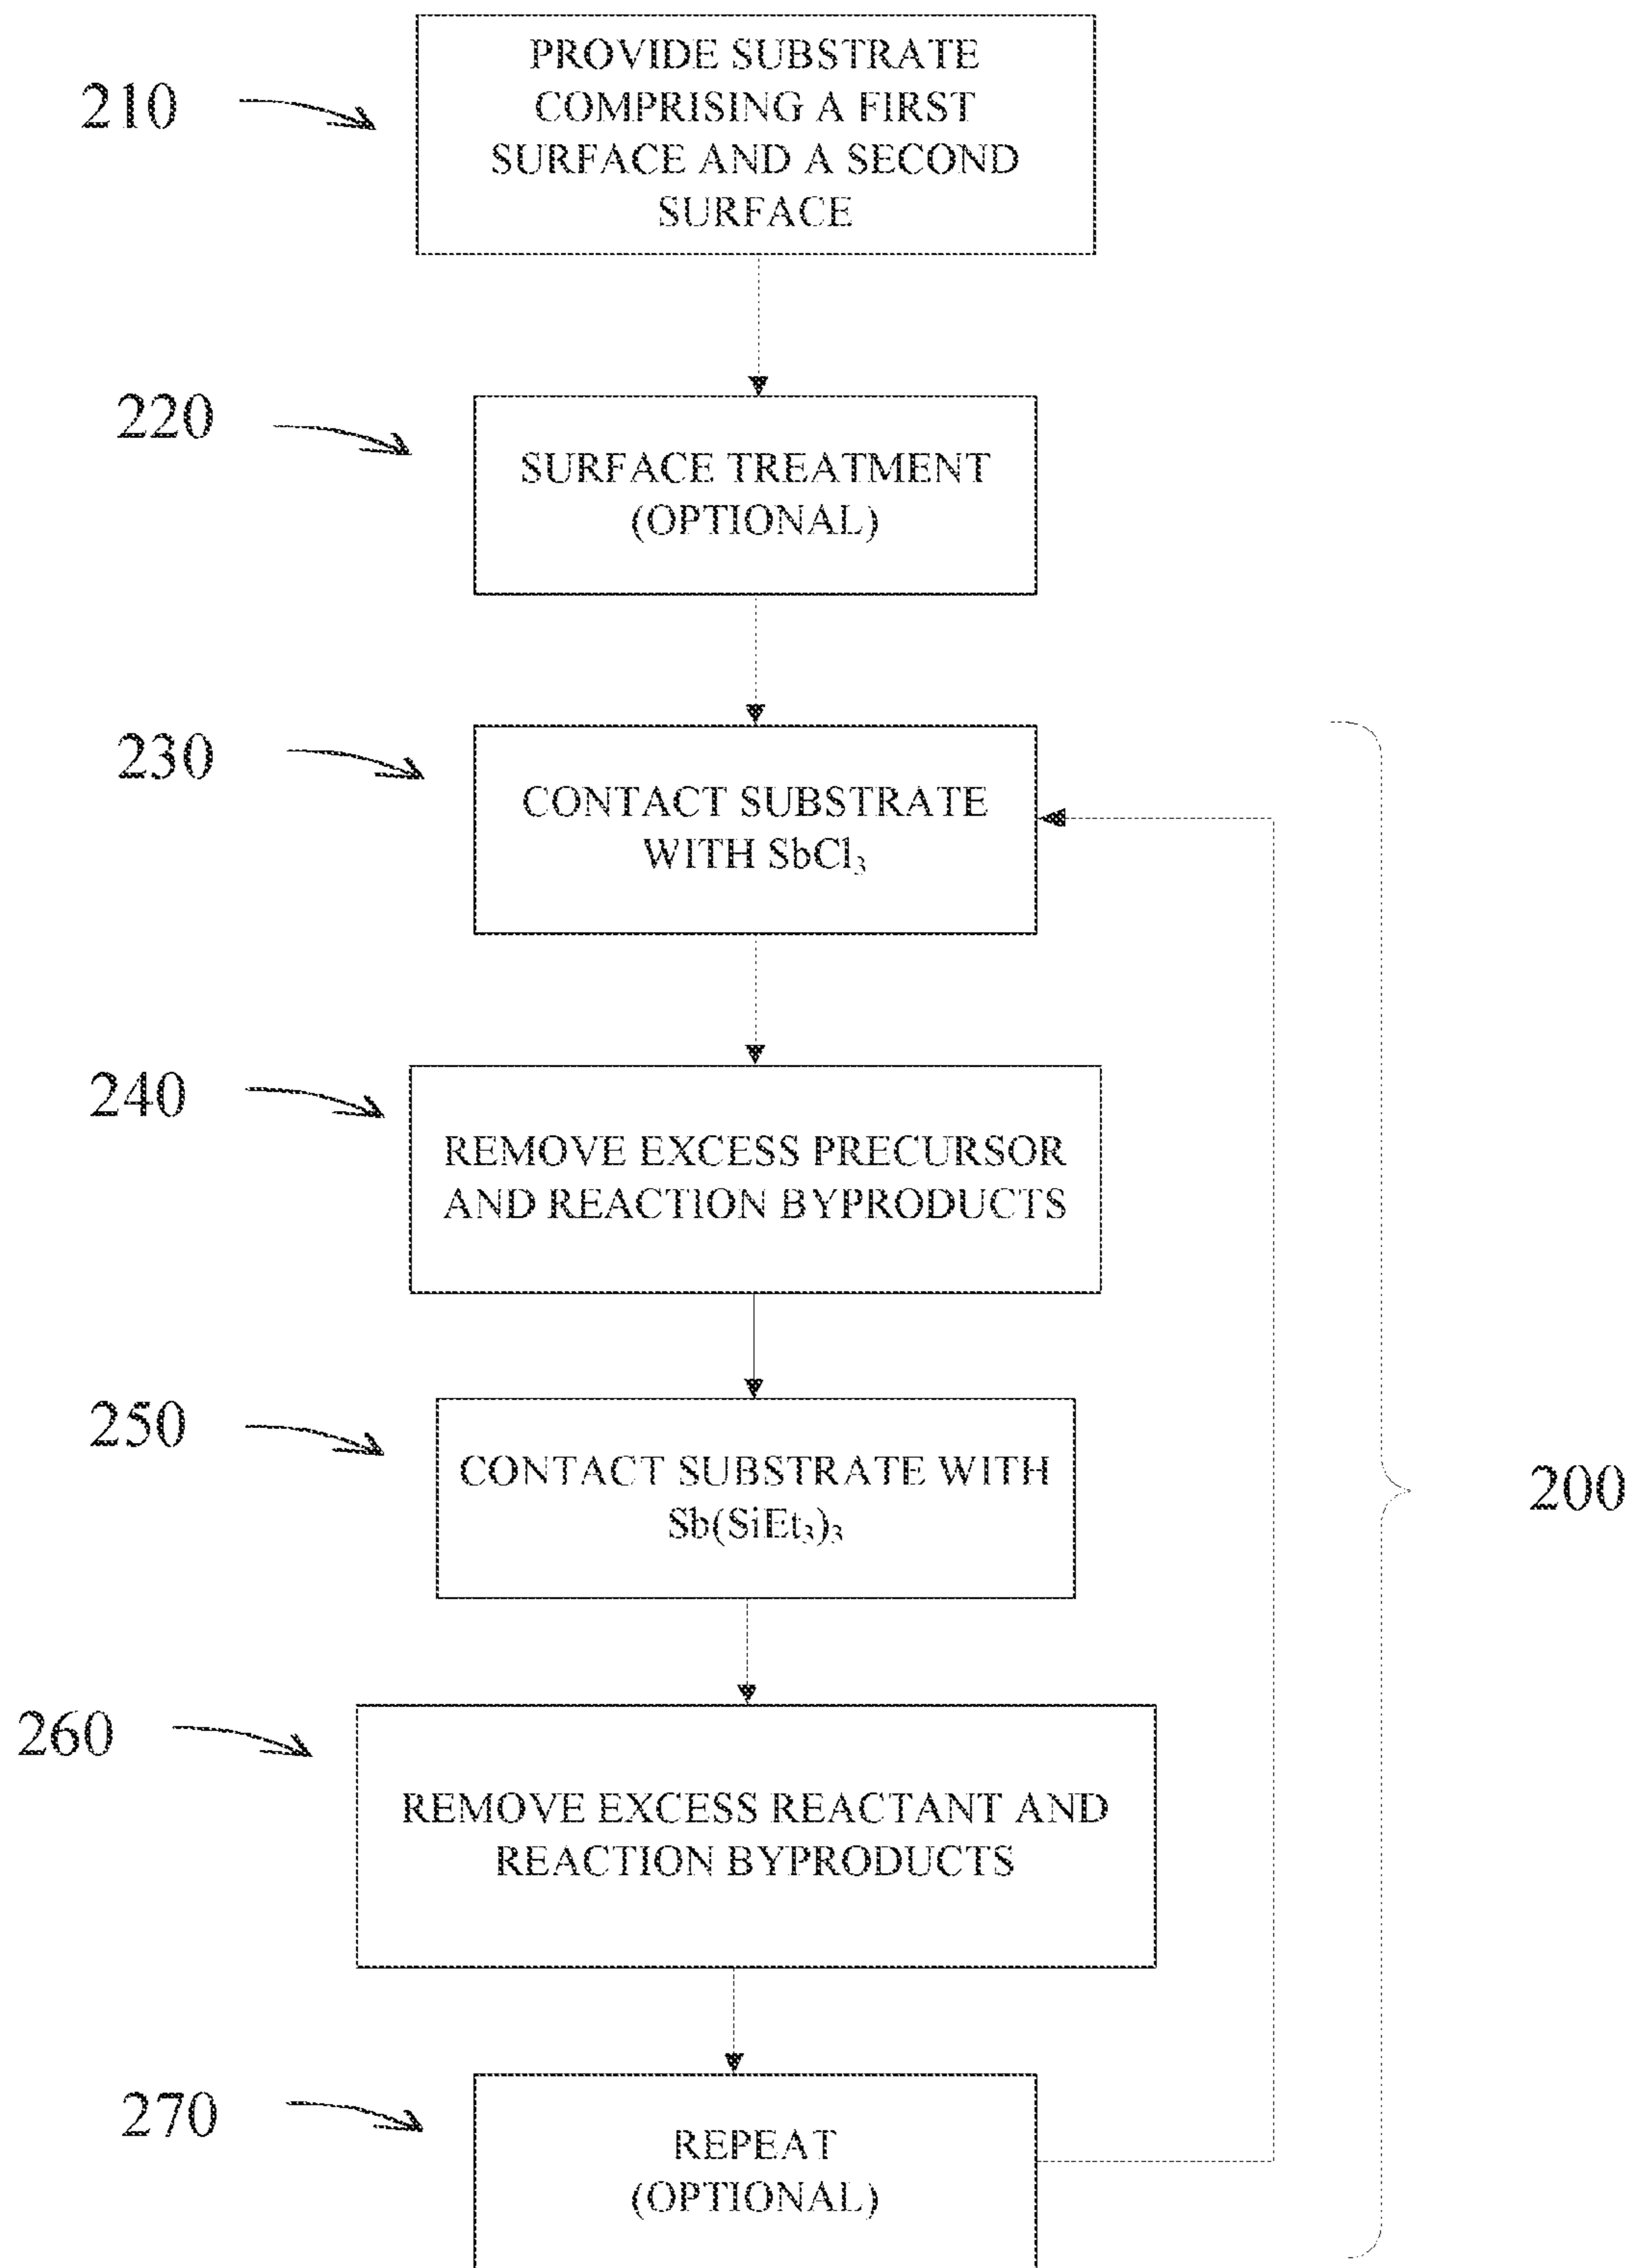 210
PROVIDE SUBSTRATE
COMPRISING A FIRST
SURFACE AND A SECOND
SURFACE
220
SURFACE TREATMENT
(OPTIONAL)
230
CONTACT SUBSTRATE
WITH SbCl₃
240
REMOVE EXCESS PRECURSOR
AND REACTION BYPRODUCTS
250
CONTACT SUBSTRATE WITH
Sb(SiEt₃)₃
200
260
REMOVE EXCESS REACTANT AND
REACTION BYPRODUCTS
270
REPEAT
(OPTIONAL)